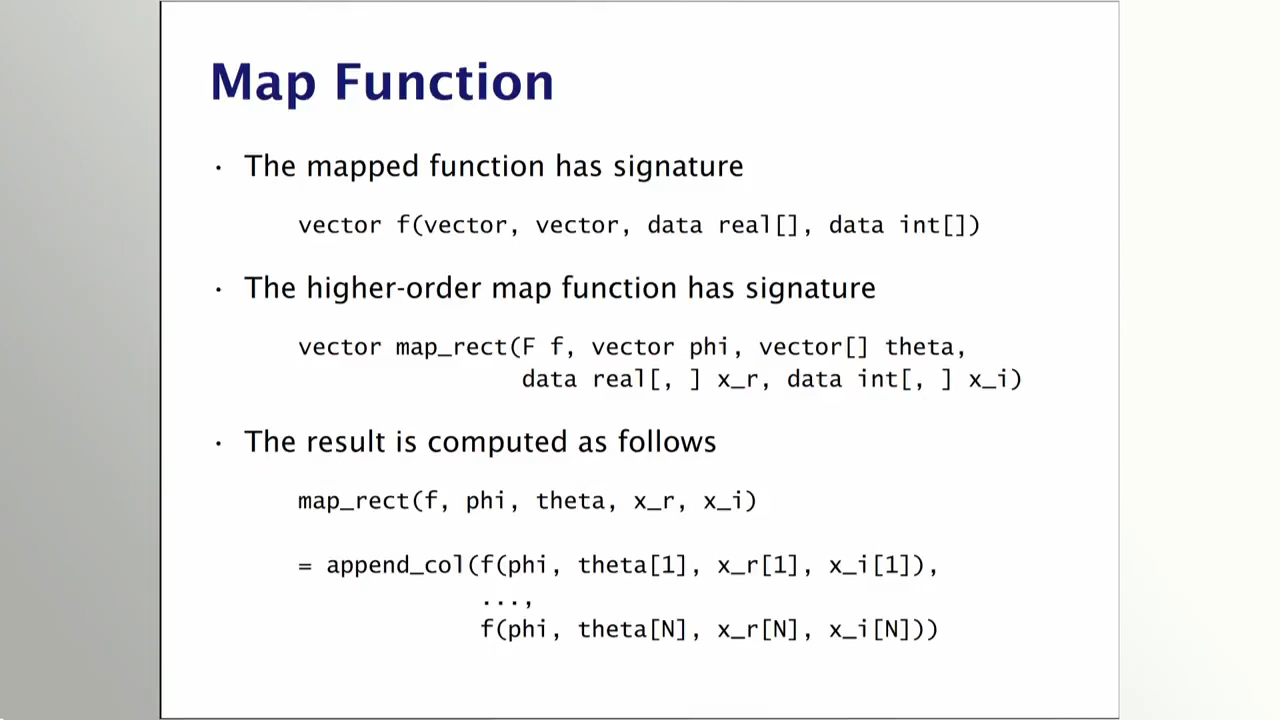 Map Function
· The mapped function has signature
vector f(vector, vector, data real[], data int[])
· The higher-order map function has signature
vector map_rect(F f, vector phi, vector[] theta,
data real[, ] x_r, data int[, ] x_i)
· The result is computed as follows
map_rect(f, phi, theta, x_r, x_i)
= append_col(f(phi, theta[1], x_r[1], x_i[1]),
...,
f(phi, theta[N], x_r[N], x_i[N]))